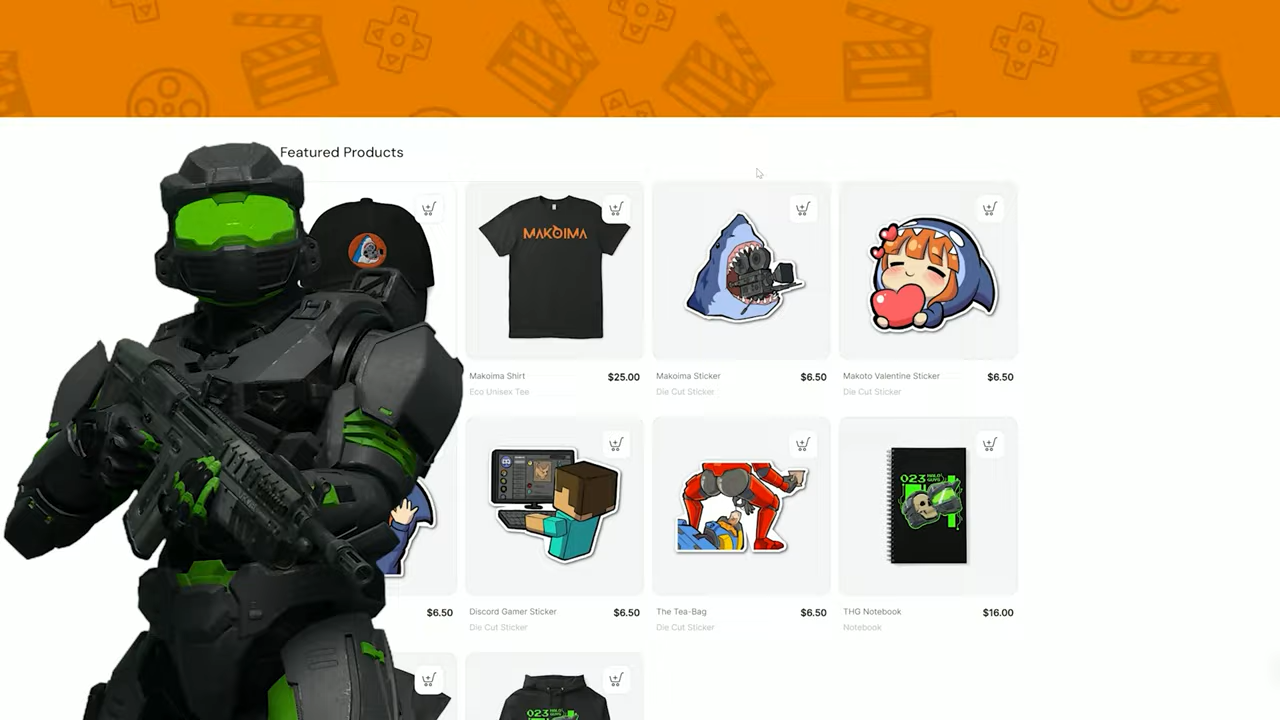 Featured Products
MAKOIMA
Makoima Shirt
$25.00
Eco Unisex Tee
Makoima Sticker
$6.50
Die Cut Sticker
Makoto Valentine Sticker
$6.50
Die Cut Sticker
023
$6.50
Discord Gamer Sticker
$6.50
Die Cut Sticker
The Tea-Bag
$6.50
Die Cut Sticker
THG Notebook
$16.00
Notebook
023